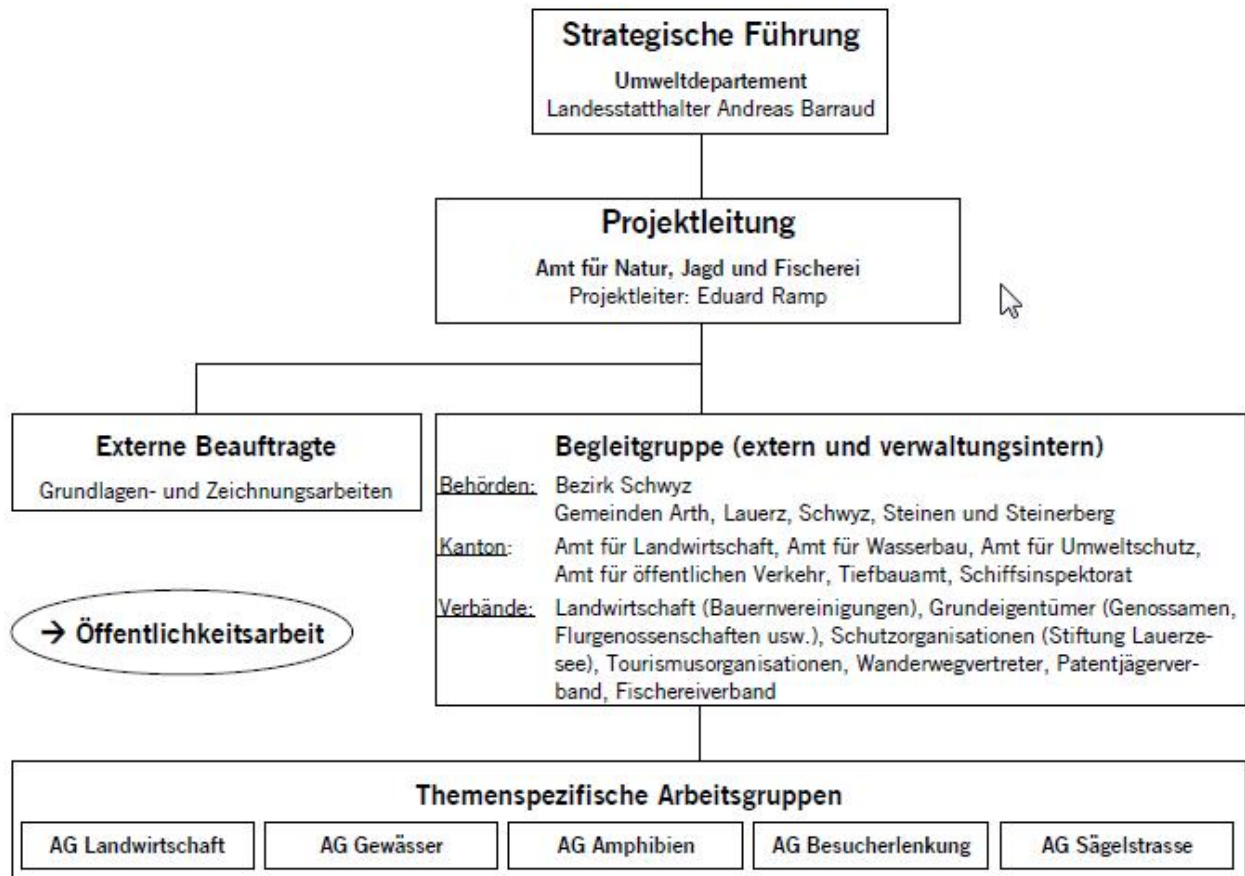 Strategische Führung
Umweltdepartement
Landesstatthalter Andreas Barraud
Projektleitung
Amt für Natur, Jagd und Fischerei
Projektleiter: Eduard Ramp
Externe Beauftragte
Grundlagen- und Zeichnungsarbeiten
Begleitgruppe (extern und verwaltungsintern)
Behörden: Bezirk Schwyz
Gemeinden Arth, Lauerz, Schwyz, Steinen und Steinerberg
Kanton: Amt für Landwirtschaft, Amt für Wasserbau, Amt für Umweltschutz,
Amt für öffentlichen Verkehr, Tiefbauamt, Schiffsinspektorat
Verbände: Landwirtschaft (Bauernvereinigungen), Grundeigentümer (Genossamen,
Flurgenossenschaften usw.), Schutzorganisationen (Stiftung Lauerze-
see), Tourismusorganisationen, Wanderwegvertreter, Patentjägerver-
band, Fischereiverband
→ Öffentlichkeitsarbeit
Themenspezifische Arbeitsgruppen
AG Landwirtschaft
AG Gewässer
AG Amphibien
AG Besucherlenkung
AG Sägelstrasse